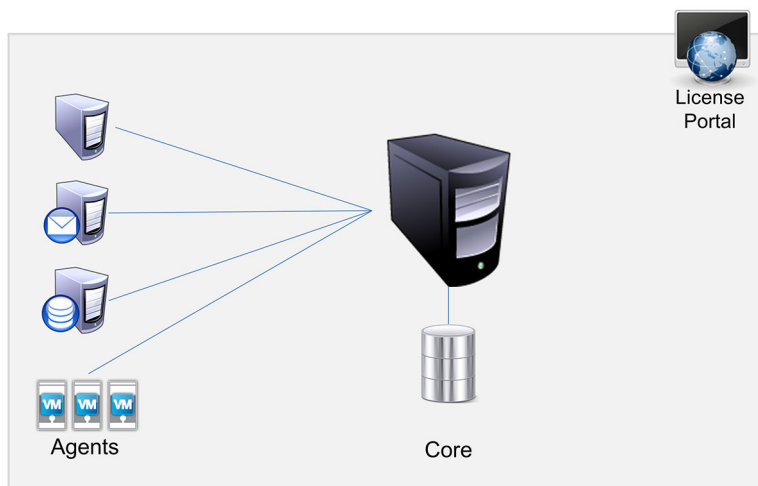 License
Portal
VM VM VM
Agents
Core